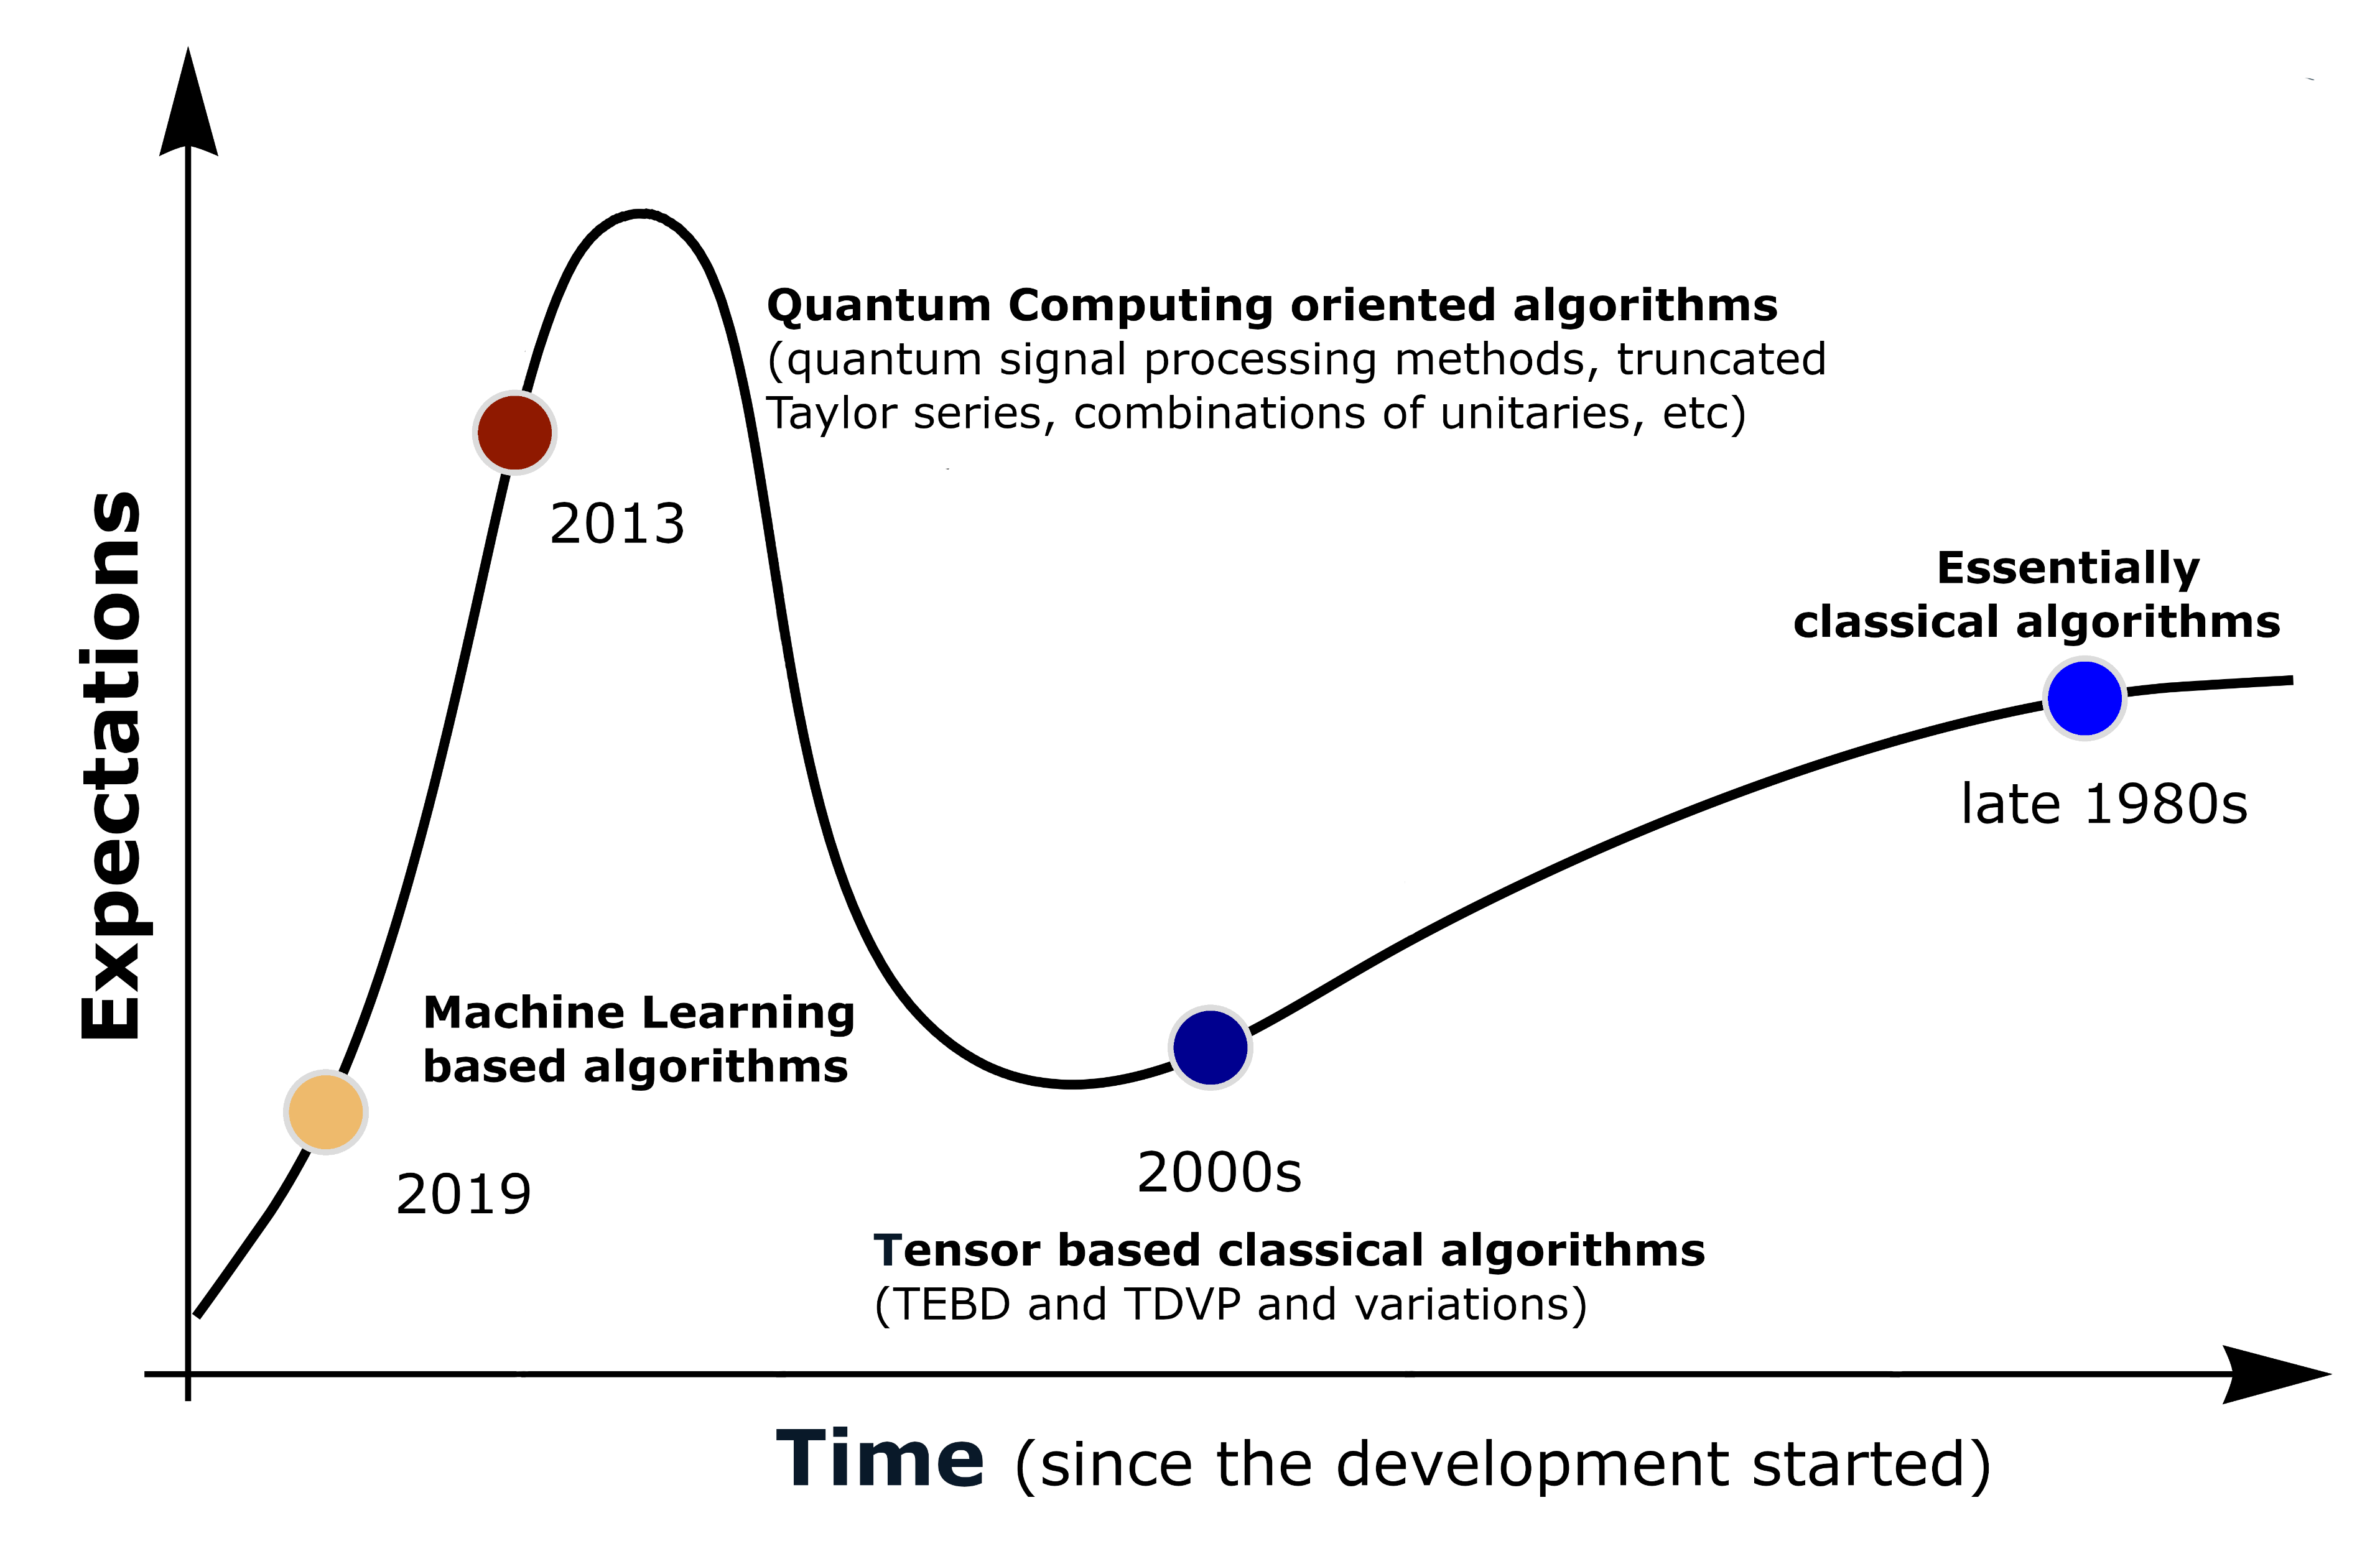 Expectations
Quantum Computing oriented algorithms
(quantum signal processing methods, truncated
Taylor series, combinations of unitaries, etc)
2013
Essentially
classical algorithms
late 1980s
Machine Learning
based algorithms
2019
2000s
Tensor based classical algorithms
(TEBD and TDVP and variations)
Time (since the development started)